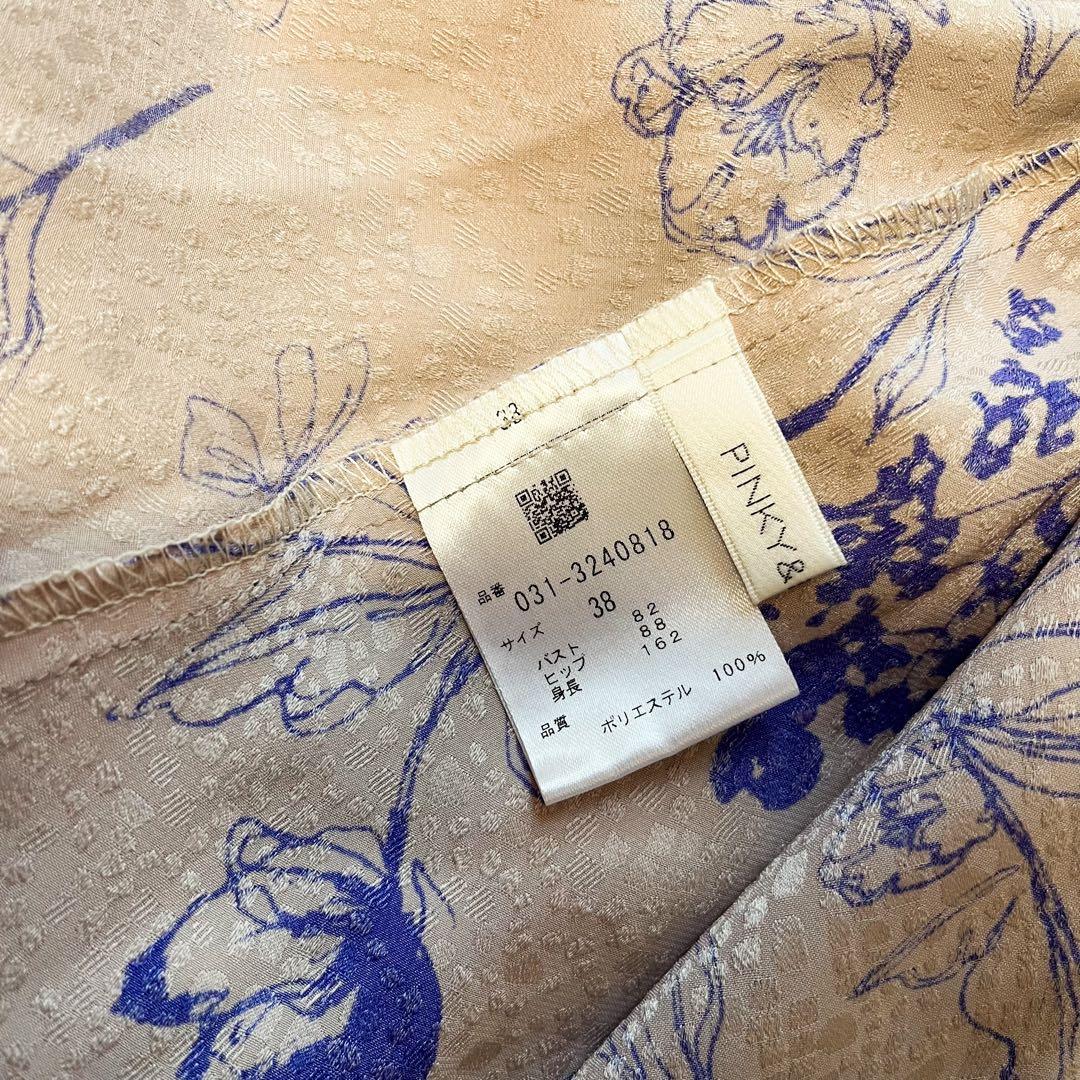 38
品番 031-3240818
サイズ 38
バスト 82
ヒップ 88
身長 162
品質 ポリエステル 100%
PINKY&